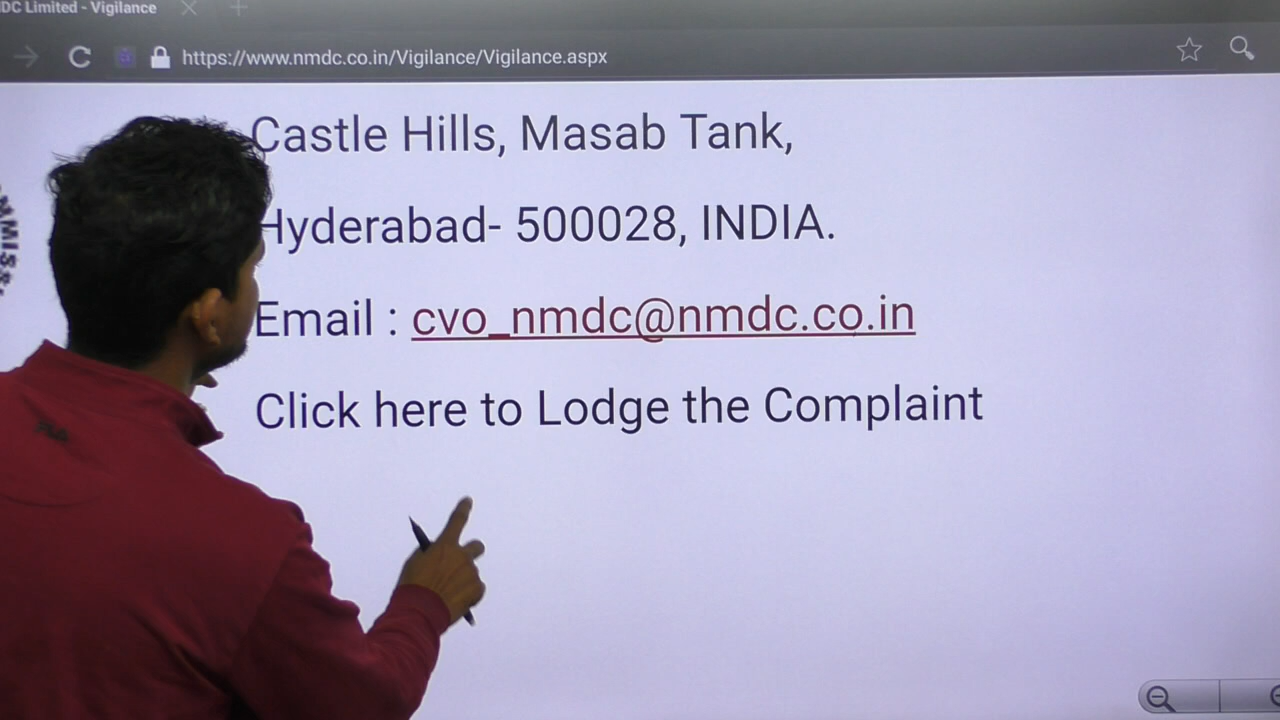 DC Limited - Vigilance
https://www.nmdc.co.in/Vigilance/Vigilance.aspx
Castle Hills, Masab Tank,
Hyderabad- 500028, INDIA.
Email : cvo_nmdc@nmdc.co.in
Click here to Lodge the Complaint